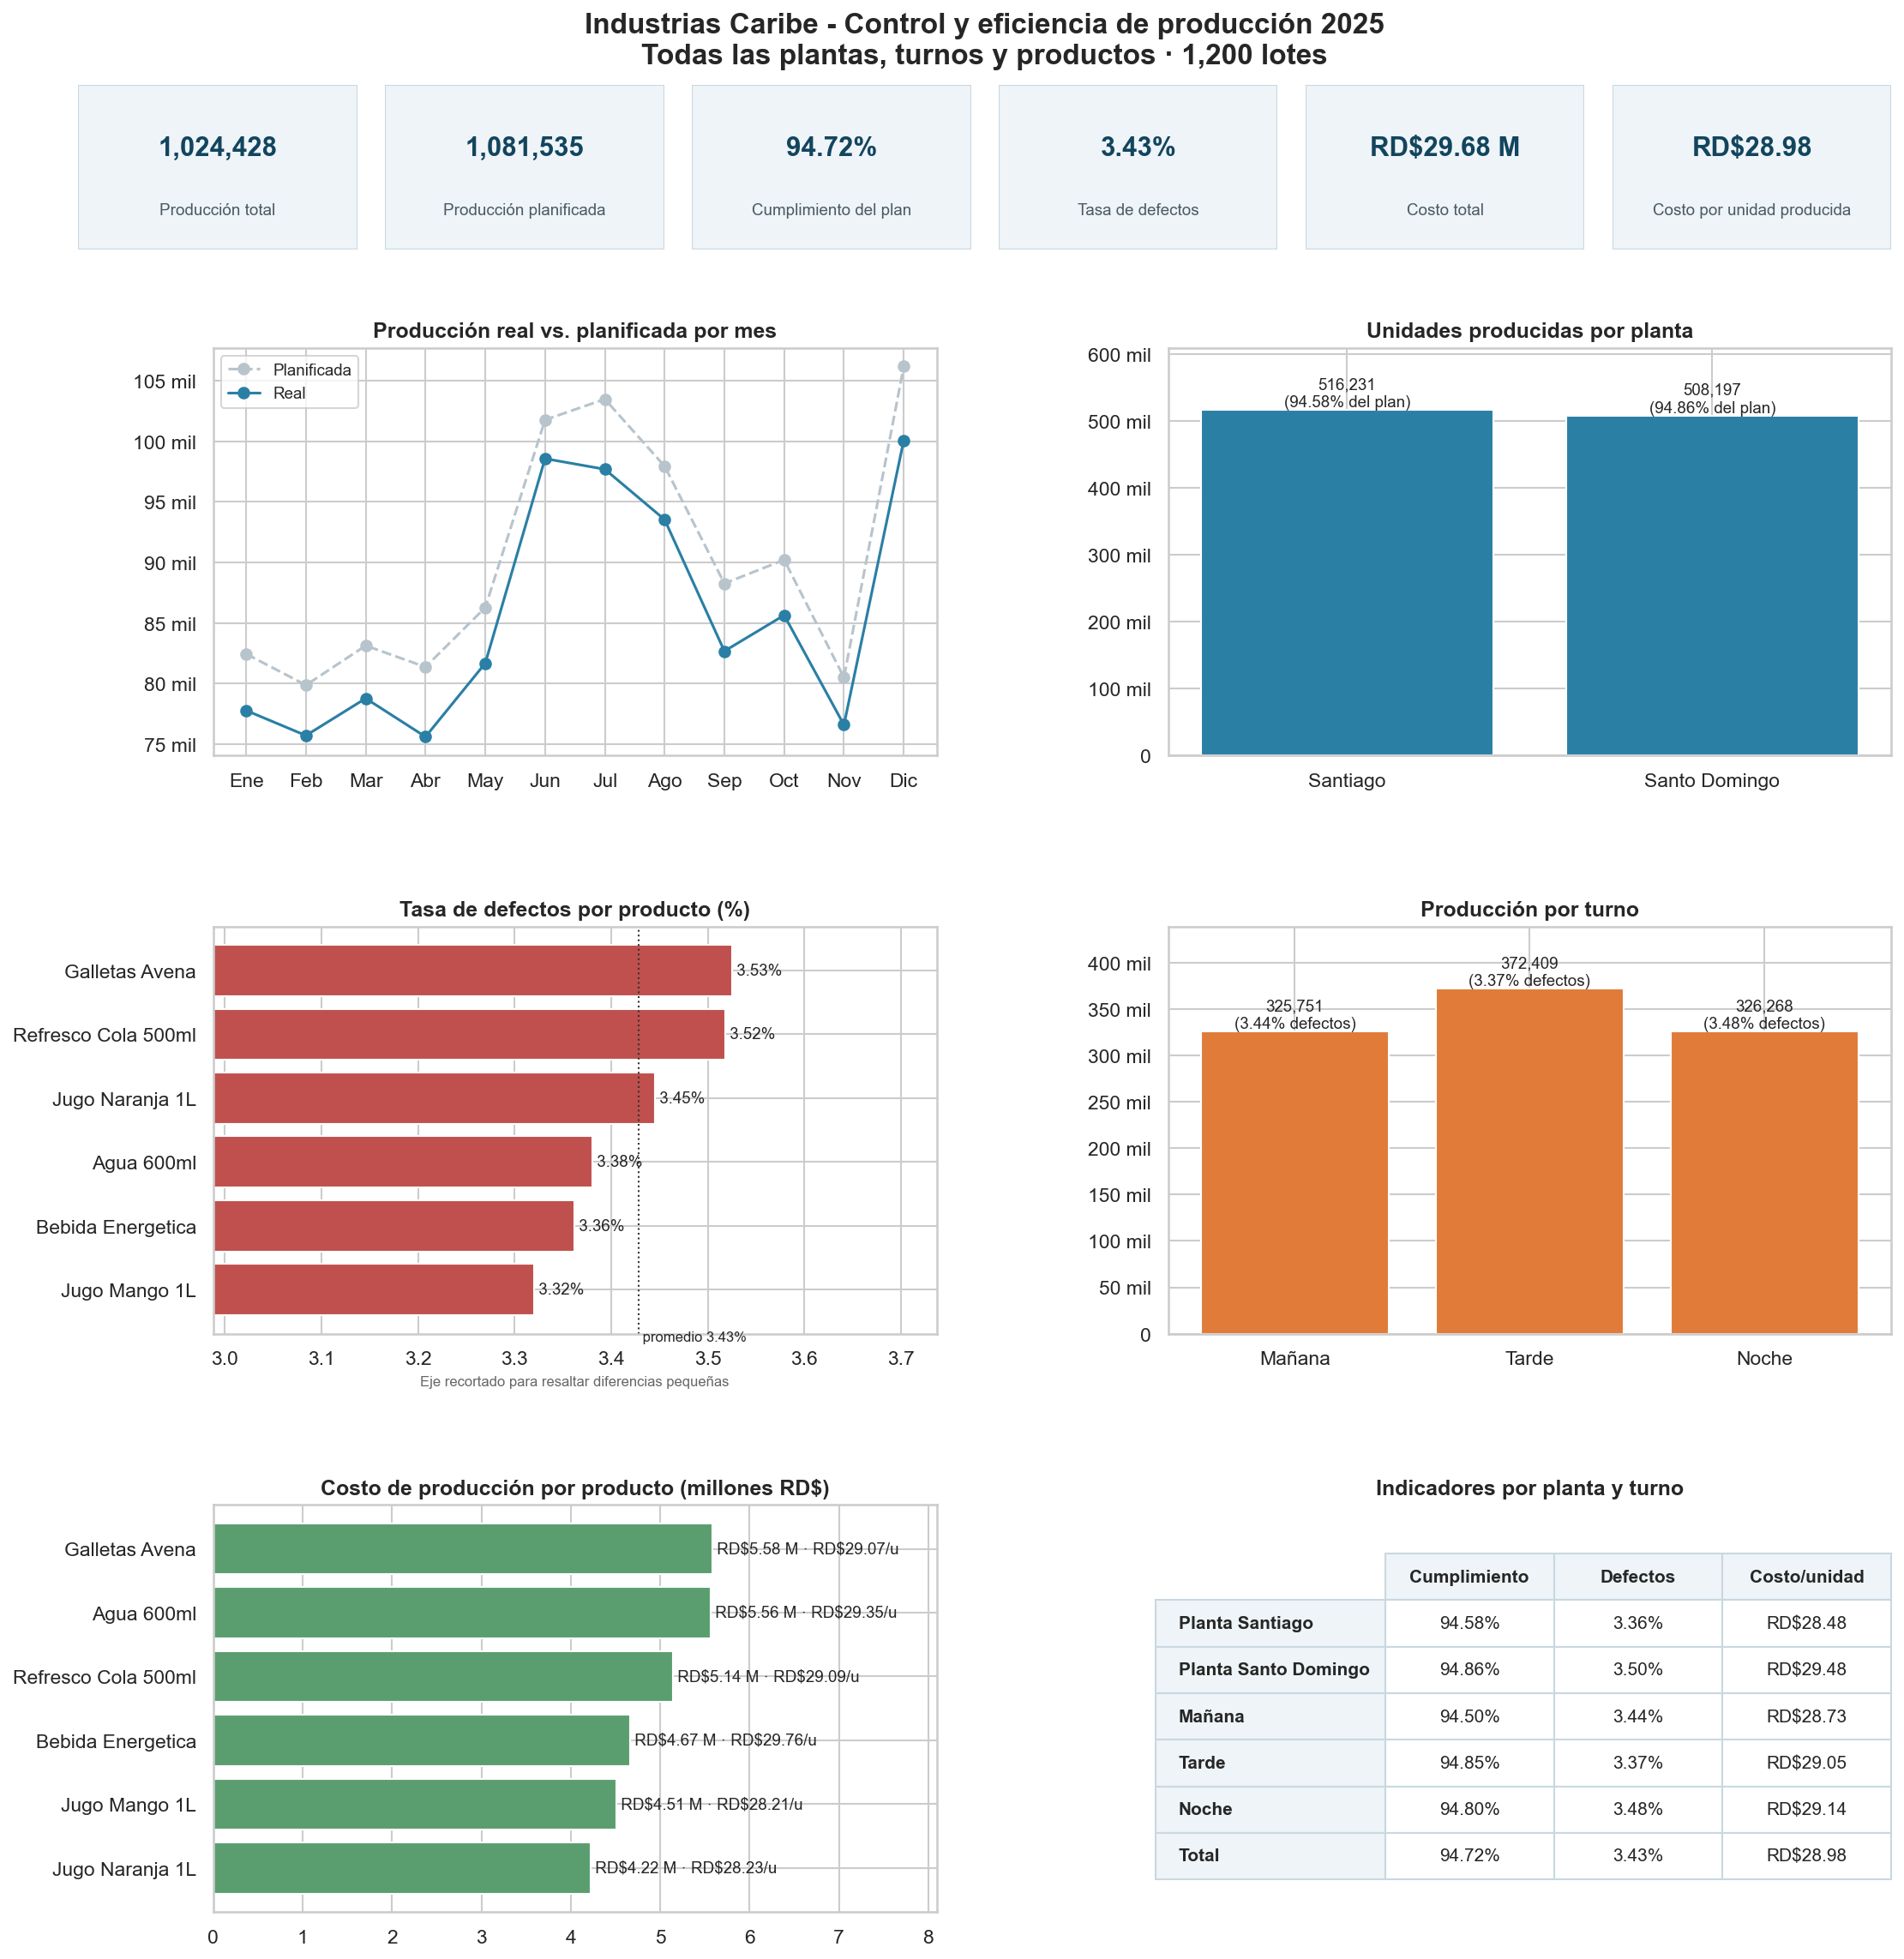 Industrias Caribe - Control y eficiencia de producción 2025
Todas las plantas, turnos y productos · 1,200 lotes
1,024,428
Producción total
1,081,535
Producción planificada
94.72%
Cumplimiento del plan
3.43%
Tasa de defectos
RD$29.68 M
Costo total
RD$28.98
Costo por unidad producida
Producción real vs. planificada por mes
Planificada
Real
105 mil
100 mil
95 mil
90 mil
85 mil
80 mil
75 mil
Ene Feb Mar Abr May Jun Jul Ago Sep Oct Nov Dic
Unidades producidas por planta
600 mil
500 mil
400 mil
300 mil
200 mil
100 mil
0
516,231
(94.58% del plan)
508,197
(94.86% del plan)
Santiago Santo Domingo
Tasa de defectos por producto (%)
Galletas Avena 3.53%
Refresco Cola 500ml 3.52%
Jugo Naranja 1L 3.45%
Agua 600ml 3.38%
Bebida Energetica 3.36%
Jugo Mango 1L 3.32%
promedio 3.43%
3.0 3.1 3.2 3.3 3.4 3.5 3.6 3.7
Eje recortado para resaltar diferencias pequeñas
Producción por turno
400 mil
350 mil
300 mil
250 mil
200 mil
150 mil
100 mil
50 mil
0
325,751
(3.44% defectos)
372,409
(3.37% defectos)
326,268
(3.48% defectos)
Mañana Tarde Noche
Costo de producción por producto (millones RD$)
Galletas Avena RD$5.58 M · RD$29.07/u
Agua 600ml RD$5.56 M · RD$29.35/u
Refresco Cola 500ml RD$5.14 M · RD$29.09/u
Bebida Energetica RD$4.67 M · RD$29.76/u
Jugo Mango 1L RD$4.51 M · RD$28.21/u
Jugo Naranja 1L RD$4.22 M · RD$28.23/u
0 1 2 3 4 5 6 7 8
Indicadores por planta y turno
Cumplimiento Defectos Costo/unidad
Planta Santiago 94.58% 3.36% RD$28.48
Planta Santo Domingo 94.86% 3.50% RD$29.48
Mañana 94.50% 3.44% RD$28.73
Tarde 94.85% 3.37% RD$29.05
Noche 94.80% 3.48% RD$29.14
Total 94.72% 3.43% RD$28.98